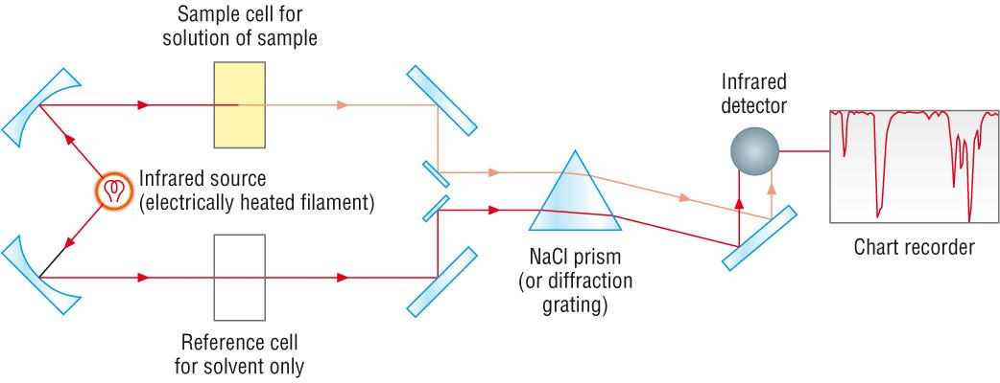 Sample cell for
solution of sample
Infrared
detector
Infrared source
(electrically heated filament)
Chart recorder
NaCl prism
(or diffraction
grating)
Reference cell
for solvent only